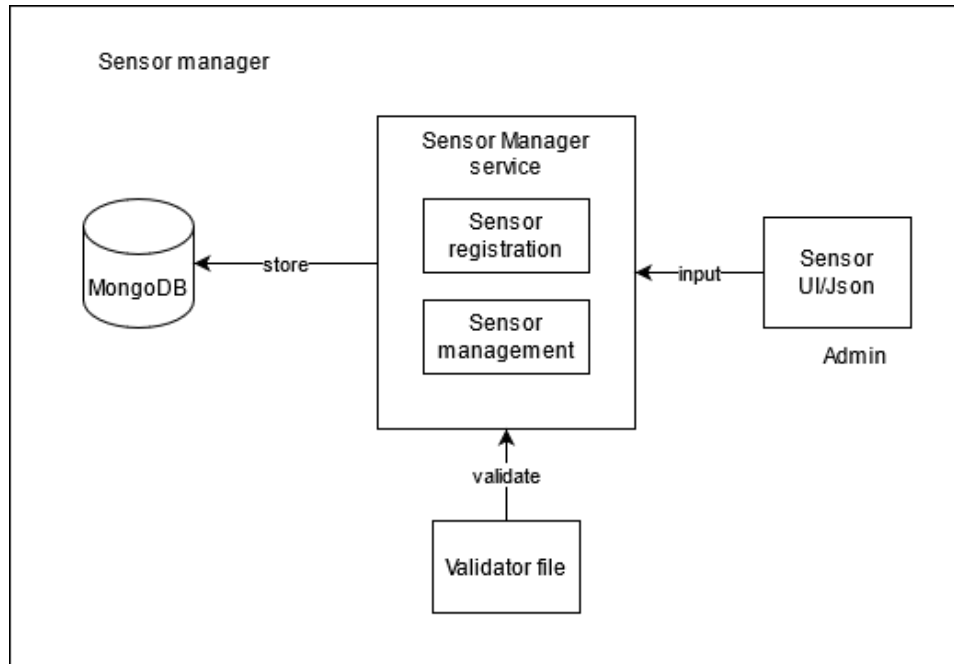 Sensor manager
Sensor Manager
service
Sensor
registration
Sensor
management
MongoDB
store
input
Sensor
UI/Json
Admin
validate
Validator file